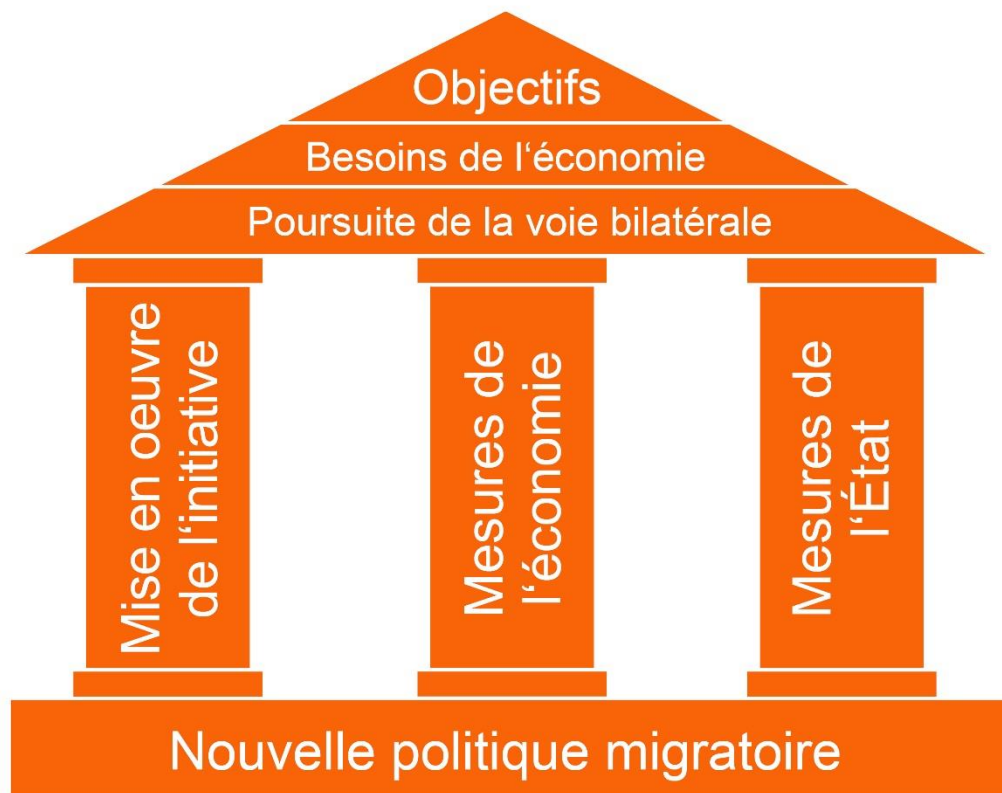 Objectifs
Besoins de l‘économie
Poursuite de la voie bilatérale
Mise en oeuvre
de l‘initiative
Mesures de
l‘économie
Mesures de
l‘État
Nouvelle politique migratoire